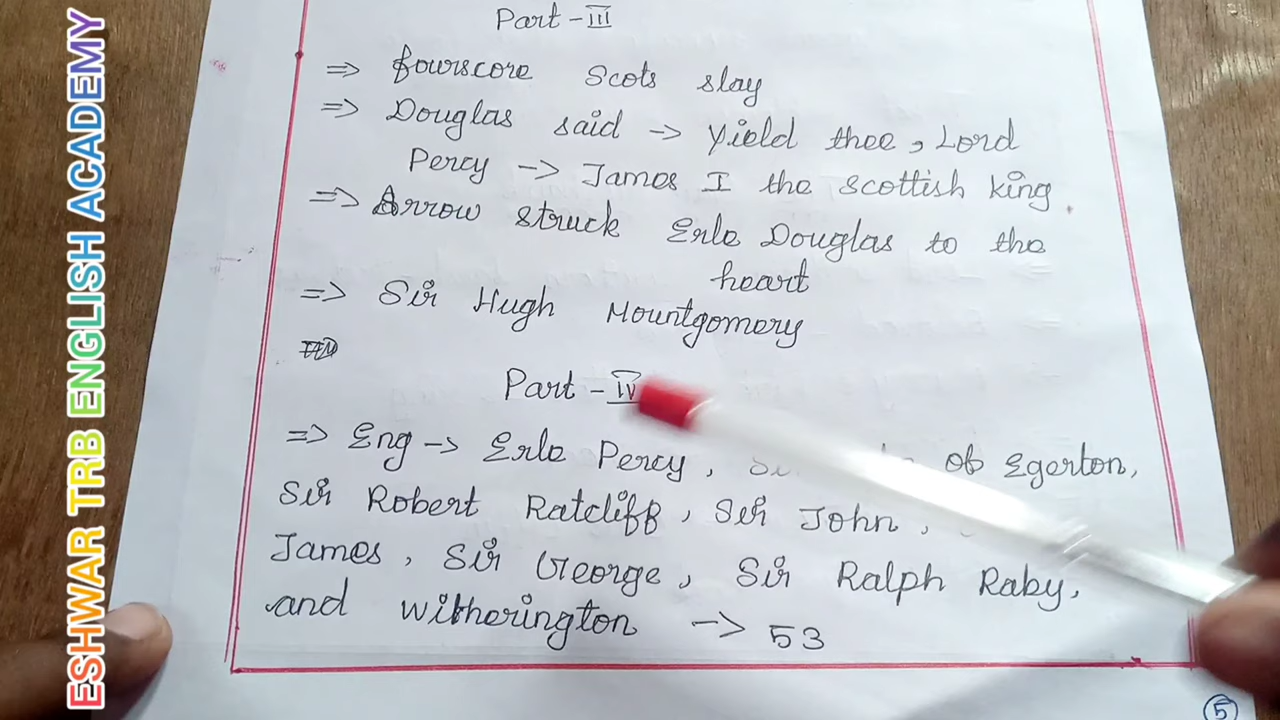 ESHWAR TRB ENGLISH ACADEMY
Part - III
=> fourscore Scots slay
=> Douglas said -> Yield thee, Lord
Percy -> James I the Scottish king.
=> Arrow struck Erle Douglas to the
heart
=> Sir Hugh Mountgomery
Part - IV
=> Eng -> Erle Percy, of Egerton,
Sir Robert Ratcliff, Sir John,
James, Sir George, Sir Ralph Raby,
and Witherington -> 53
5